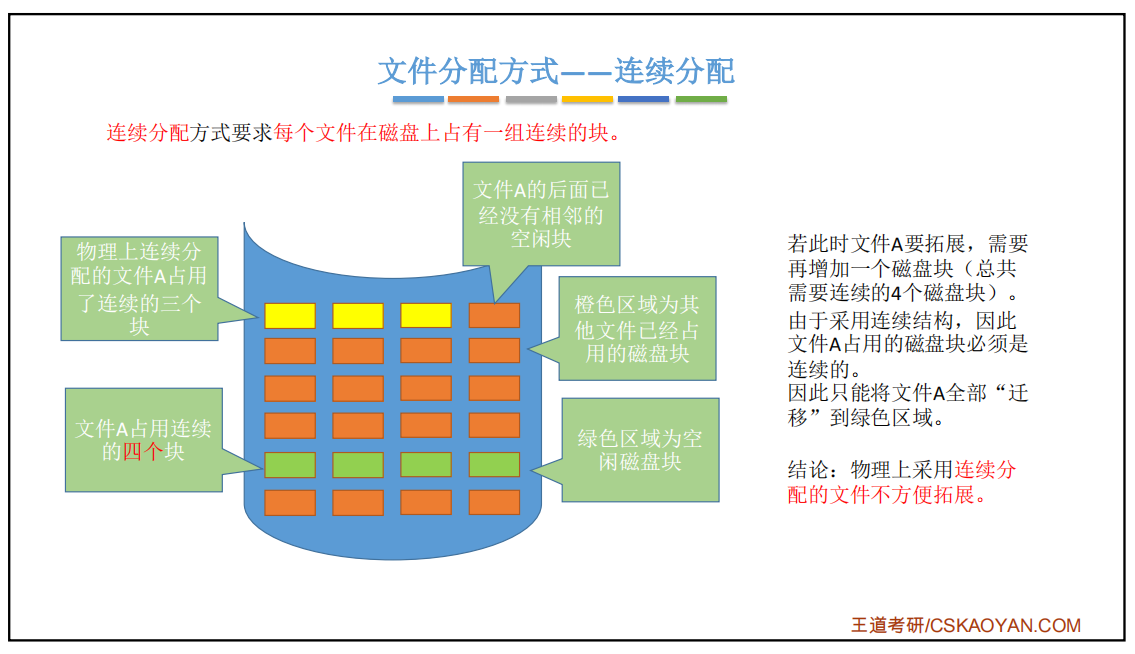 文件分配方式——连续分配
连续分配方式要求每个文件在磁盘上占有一组连续的块。
文件A的后面已
经没有相邻的
空闲块
物理上连续分
配的文件A占用
了连续的三个
块
橙色区域为其
他文件已经占
用的磁盘块
文件A占用连续
的四个块
绿色区域为空
闲磁盘块
若此时文件A要拓展，需要
再增加一个磁盘块（总共
需要连续的4个磁盘块）。
由于采用连续结构，因此
文件A占用的磁盘块必须是
连续的。
因此只能将文件A全部“迁
移”到绿色区域。
结论：物理上采用连续分
配的文件不方便拓展。
王道考研/CSKAOYAN.COM